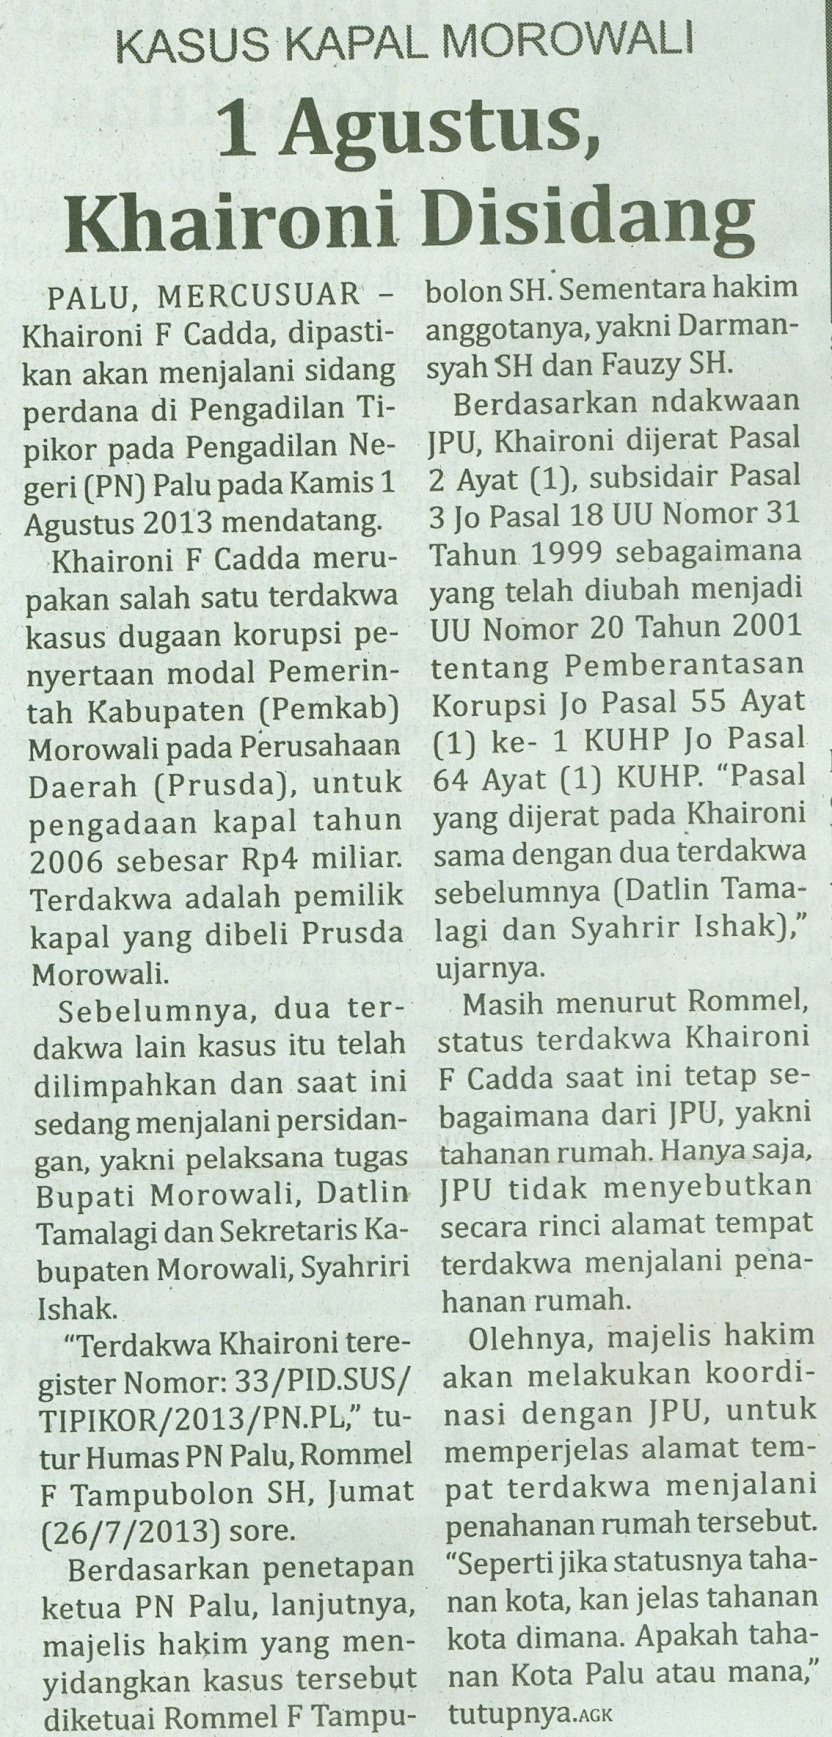 KASUS KAPAL MOROWALI
1 Agustus,
Khaironi Disidang
PALU, MERCUSUAR –
Khaironi F Cadda, dipasti-
kan akan menjalani sidang
perdana di Pengadilan Ti-
pikor pada Pengadilan Ne-
geri (PN) Palu pada Kamis 1
Agustus 2013 mendatang.
Khaironi F Cadda meru-
pakan salah satu terdakwa
kasus dugaan korupsi pe-
nyertaan modal Pemerin-
tah Kabupaten (Pemkab)
Morowali pada Perusahaan
Daerah (Prusda), untuk
pengadaan kapal tahun
2006 sebesar Rp4 miliar.
Terdakwa adalah pemilik
kapal yang dibeli Prusda
Morowali.
Sebelumnya, dua ter-
dakwa lain kasus itu telah
dilimpahkan dan saat ini
sedang menjalani persidan-
gan, yakni pelaksana tugas
Bupati Morowali, Datlin
Tamalagi dan Sekretaris Ka-
bupaten Morowali, Syahriri
Ishak.
“Terdakwa Khaironi tere-
gister Nomor: 33/PID.SUS/
TIPIKOR/2013/PN.PL,” tu-
tur Humas PN Palu, Rommel
F Tampubolon SH, Jumat
(26/7/2013) sore.
Berdasarkan penetapan
ketua PN Palu, lanjutnya,
majelis hakim yang men-
yidangkan kasus tersebut
diketuai Rommel F Tampu-
bolon SH. Sementara hakim
anggotanya, yakni Darman-
syah SH dan Fauzy SH.
Berdasarkan ndakwaan
JPU, Khaironi dijerat Pasal
2 Ayat (1), subsidair Pasal
3 Jo Pasal 18 UU Nomor 31
Tahun 1999 sebagaimana
yang telah diubah menjadi
UU Nomor 20 Tahun 2001
tentang Pemberantasan
Korupsi Jo Pasal 55 Ayat
(1) ke- 1 KUHP Jo Pasal
64 Ayat (1) KUHP. “Pasal
yang dijerat pada Khaironi
sama dengan dua terdakwa
sebelumnya (Datlin Tama-
lagi dan Syahrir Ishak),”
ujarnya.
Masih menurut Rommel,
status terdakwa Khaironi
F Cadda saat ini tetap se-
bagaimana dari JPU, yakni
tahanan rumah. Hanya saja,
JPU tidak menyebutkan
secara rinci alamat tempat
terdakwa menjalani pena-
hanan rumah.
Olehnya, majelis hakim
akan melakukan koordi-
nasi dengan JPU, untuk
memperjelas alamat tem-
pat terdakwa menjalani
penahanan rumah tersebut.
“Seperti jika statusnya taha-
nan kota, kan jelas tahanan
kota dimana. Apakah taha-
nan Kota Palu atau mana,”
tutupnya.AGK